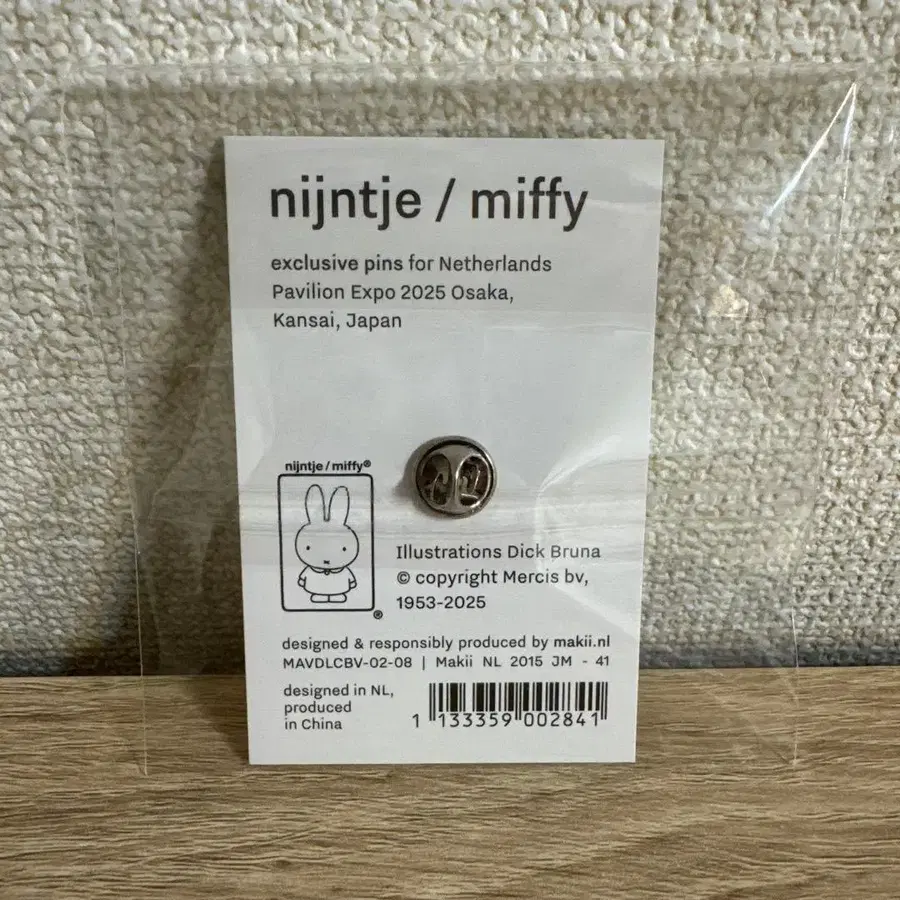 nijntje / miffy
exclusive pins for Netherlands
Pavilion Expo 2025 Osaka,
Kansai, Japan
nijntje / miffy®
®
Illustrations Dick Bruna
© copyright Mercis bv,
1953-2025
designed & responsibly produced by makii.nl
MAVDLCBV-02-08 | Makii NL 2015 JM - 41
designed in NL,
produced
in China
1 133359 002841